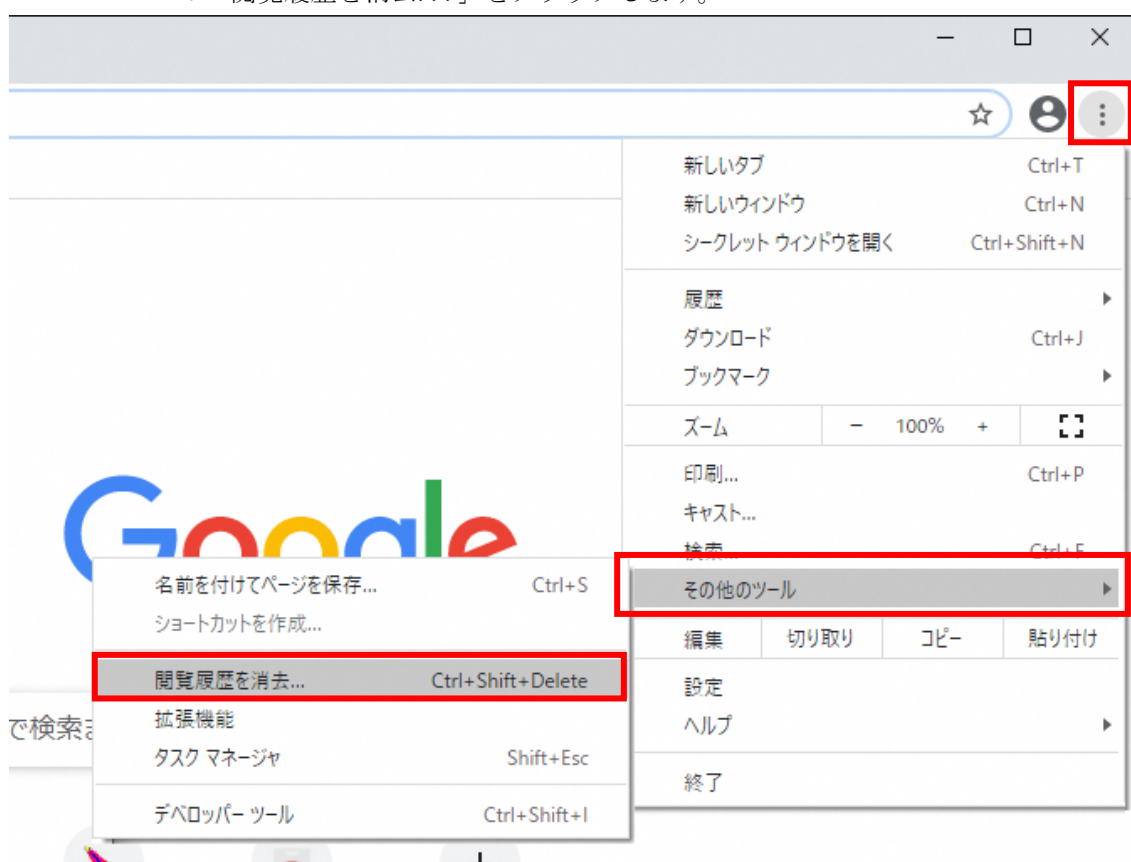 新しいタブ Ctrl+T
新しいウィンドウ Ctrl+N
シークレット ウィンドウを開く Ctrl+Shift+N
履歴
ダウンロード Ctrl+J
ブックマーク
ズーム − 100% +
印刷... Ctrl+P
キャスト...
検索... Ctrl+F
Google
その他のツール
名前を付けてページを保存... Ctrl+S
ショートカットを作成...
編集 切り取り コピー 貼り付け
閲覧履歴を消去... Ctrl+Shift+Delete
設定
拡張機能
で検索
ヘルプ
タスク マネージャ Shift+Esc
終了
デベロッパー ツール Ctrl+Shift+I